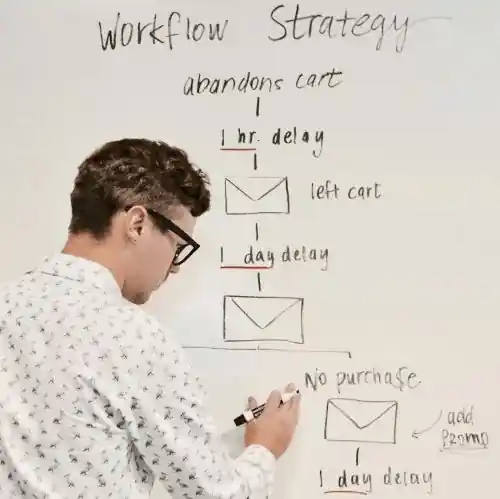 Workflow Strategy
abandons cart
1 hr. delay
left cart
1 day delay
No purchase
add
promo
1 day delay